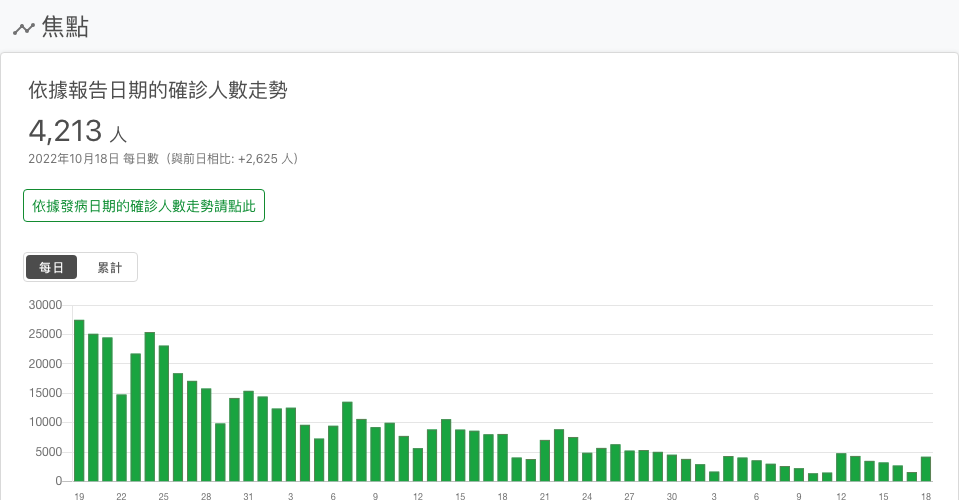 焦點
依據報告日期的確診人數走勢
4,213 人
2022年10月18日 每日數（與前日相比: +2,625 人）
依據發病日期的確診人數走勢請點此
每日 累計
30000
25000
20000
15000
10000
5000
0
19 22 25 28 31 3 6 9 12 15 18 21 24 27 30 3 6 9 12 15 18